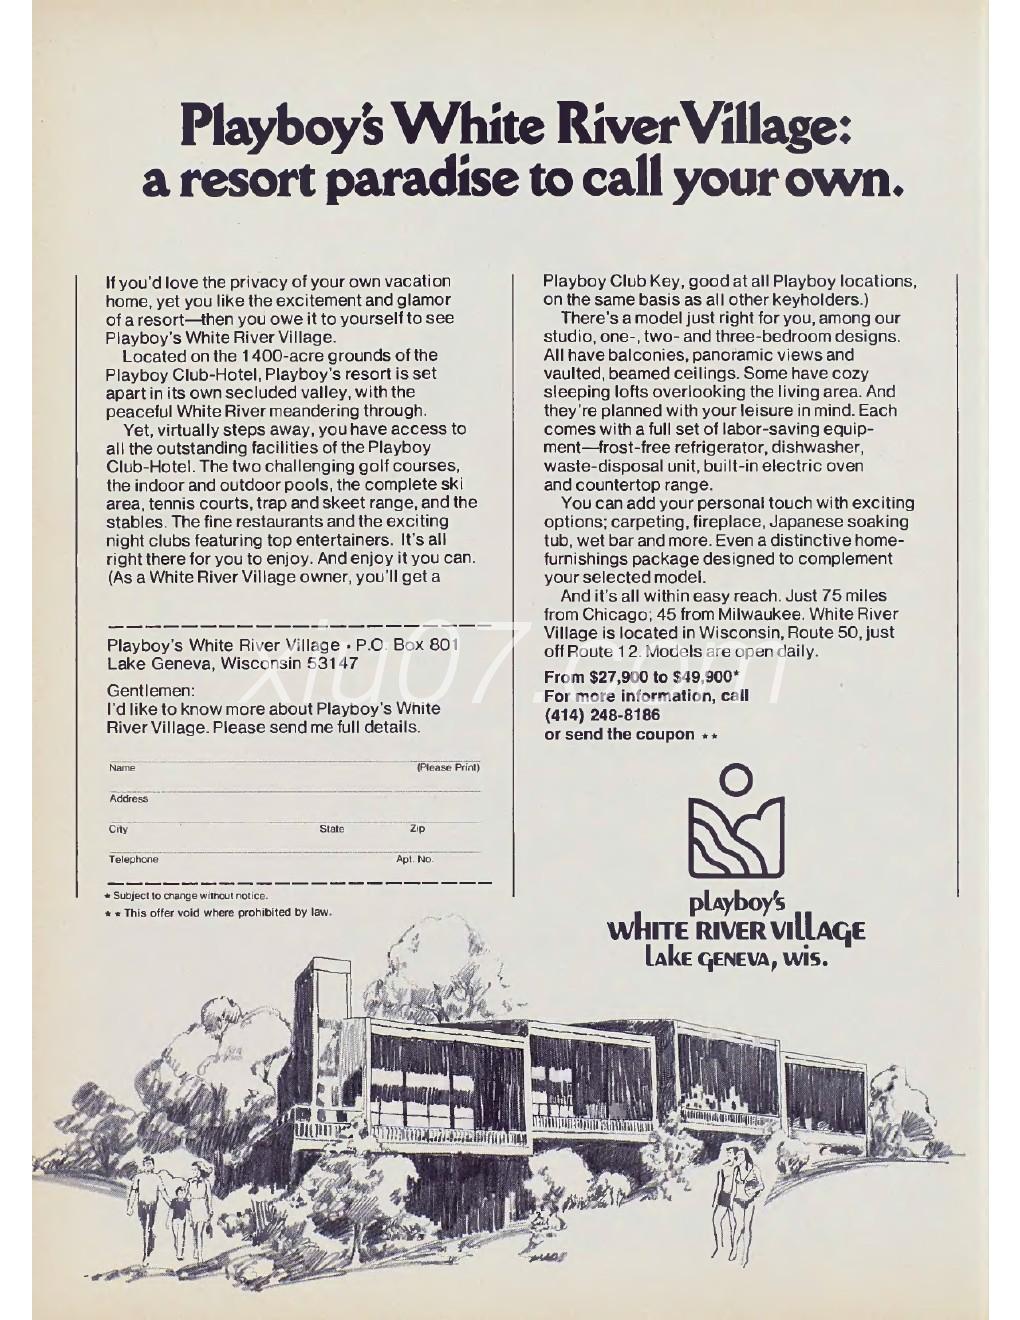 Playboy's White River Village:
a resort paradise to call your own.
If you'd love the privacy of your own vacation
home, yet you like the excitement and glamor
of a resort—then you owe it to yourself to see
Playboy's White River Village.
Located on the 1400-acre grounds of the
Playboy Club-Hotel, Playboy's resort is set
apart in its own secluded valley, with the
peaceful White River meandering through.
Yet, virtually steps away, you have access to
all the outstanding facilities of the Playboy
Club-Hotel. The two challenging golf courses,
the indoor and outdoor pools, the complete ski
area, tennis courts, trap and skeet range, and the
stables. The fine restaurants and the exciting
night clubs featuring top entertainers. It's all
right there for you to enjoy. And enjoy it you can.
(As a White River Village owner, you'll get a
Playboy Club Key, good at all Playboy locations,
on the same basis as all other keyholders.)
There's a model just right for you, among our
studio, one-, two- and three-bedroom designs.
All have balconies, panoramic views and
vaulted, beamed ceilings. Some have cozy
sleeping lofts overlooking the living area. And
they're planned with your leisure in mind. Each
comes with a full set of labor-saving equip-
ment—frost-free refrigerator, dishwasher,
waste-disposal unit, built-in electric oven
and countertop range.
You can add your personal touch with exciting
options; carpeting, fireplace, Japanese soaking
tub, wet bar and more. Even a distinctive home-
furnishings package designed to complement
your selected model.
And it's all within easy reach. Just 75 miles
from Chicago; 45 from Milwaukee. White River
Village is located in Wisconsin, Route 50, just
off Route 12. Models are open daily.
From $27,900 to $49,900*
For more information, call
(414) 248-8186
or send the coupon **
Playboy's White River Village • P.O. Box 801
Lake Geneva, Wisconsin 53147
Gentlemen:
I'd like to know more about Playboy's White
River Village. Please send me full details.
Name (Please Print)
Address
City State Zip
Telephone Apt. No.
* Subject to change without notice.
** This offer void where prohibited by law.
playboy's
WHITE RIVER VILLAGE
LAKE GENEVA, WIS.
xiu07.com